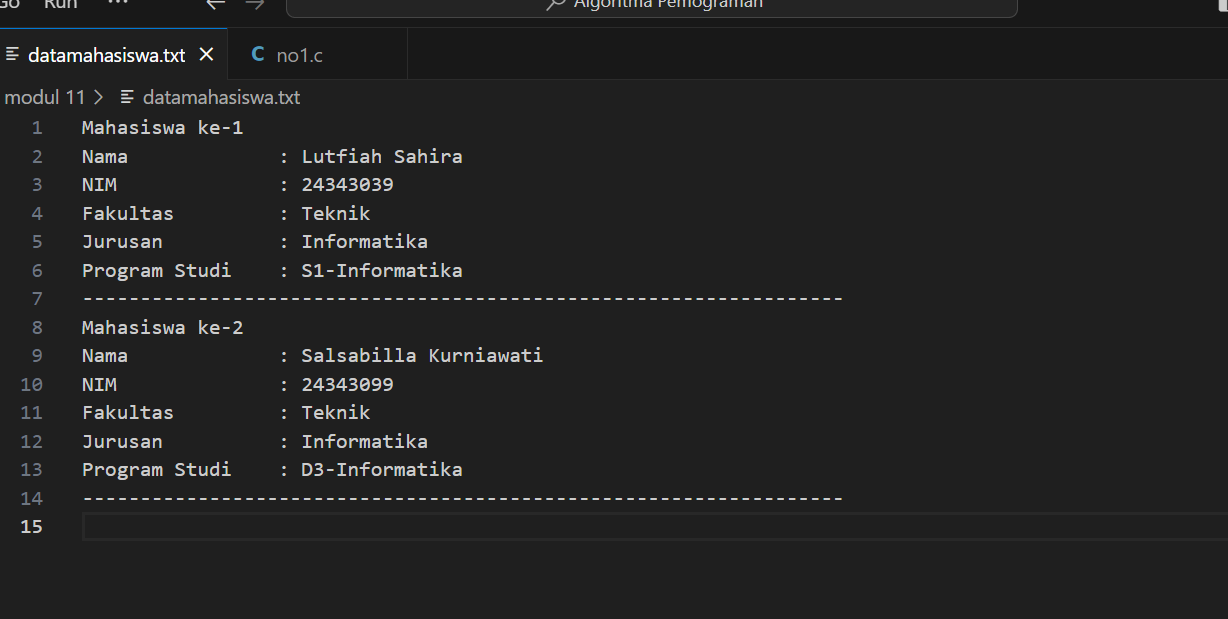 Go Run ... Algoritma Pemograman
datamahasiswa.txt no1.c
modul 11 > datamahasiswa.txt
1 Mahasiswa ke-1
2 Nama : Lutfiah Sahira
3 NIM : 24343039
4 Fakultas : Teknik
5 Jurusan : Informatika
6 Program Studi : S1-Informatika
7 ------------------------------------------------------------------
8 Mahasiswa ke-2
9 Nama : Salsabilla Kurniawati
10 NIM : 24343099
11 Fakultas : Teknik
12 Jurusan : Informatika
13 Program Studi : D3-Informatika
14 ------------------------------------------------------------------
15